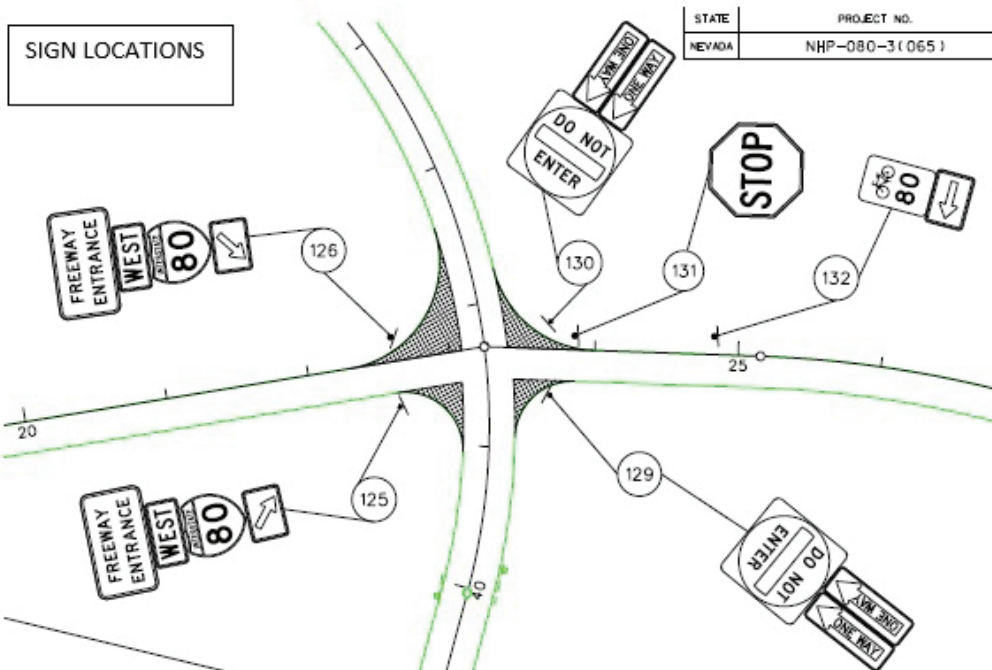 SIGN LOCATIONS
STATE
PROJECT NO.
NEVADA
NHP-080-3(065)
ONE WAY
ONE WAY
DO NOT
ENTER
STOP
80
FREEWAY
ENTRANCE
WEST
INTERSTATE
80
126
130
131
132
25
20
125
129
FREEWAY
ENTRANCE
WEST
INTERSTATE
80
DO NOT
ENTER
ONE WAY
ONE WAY
40